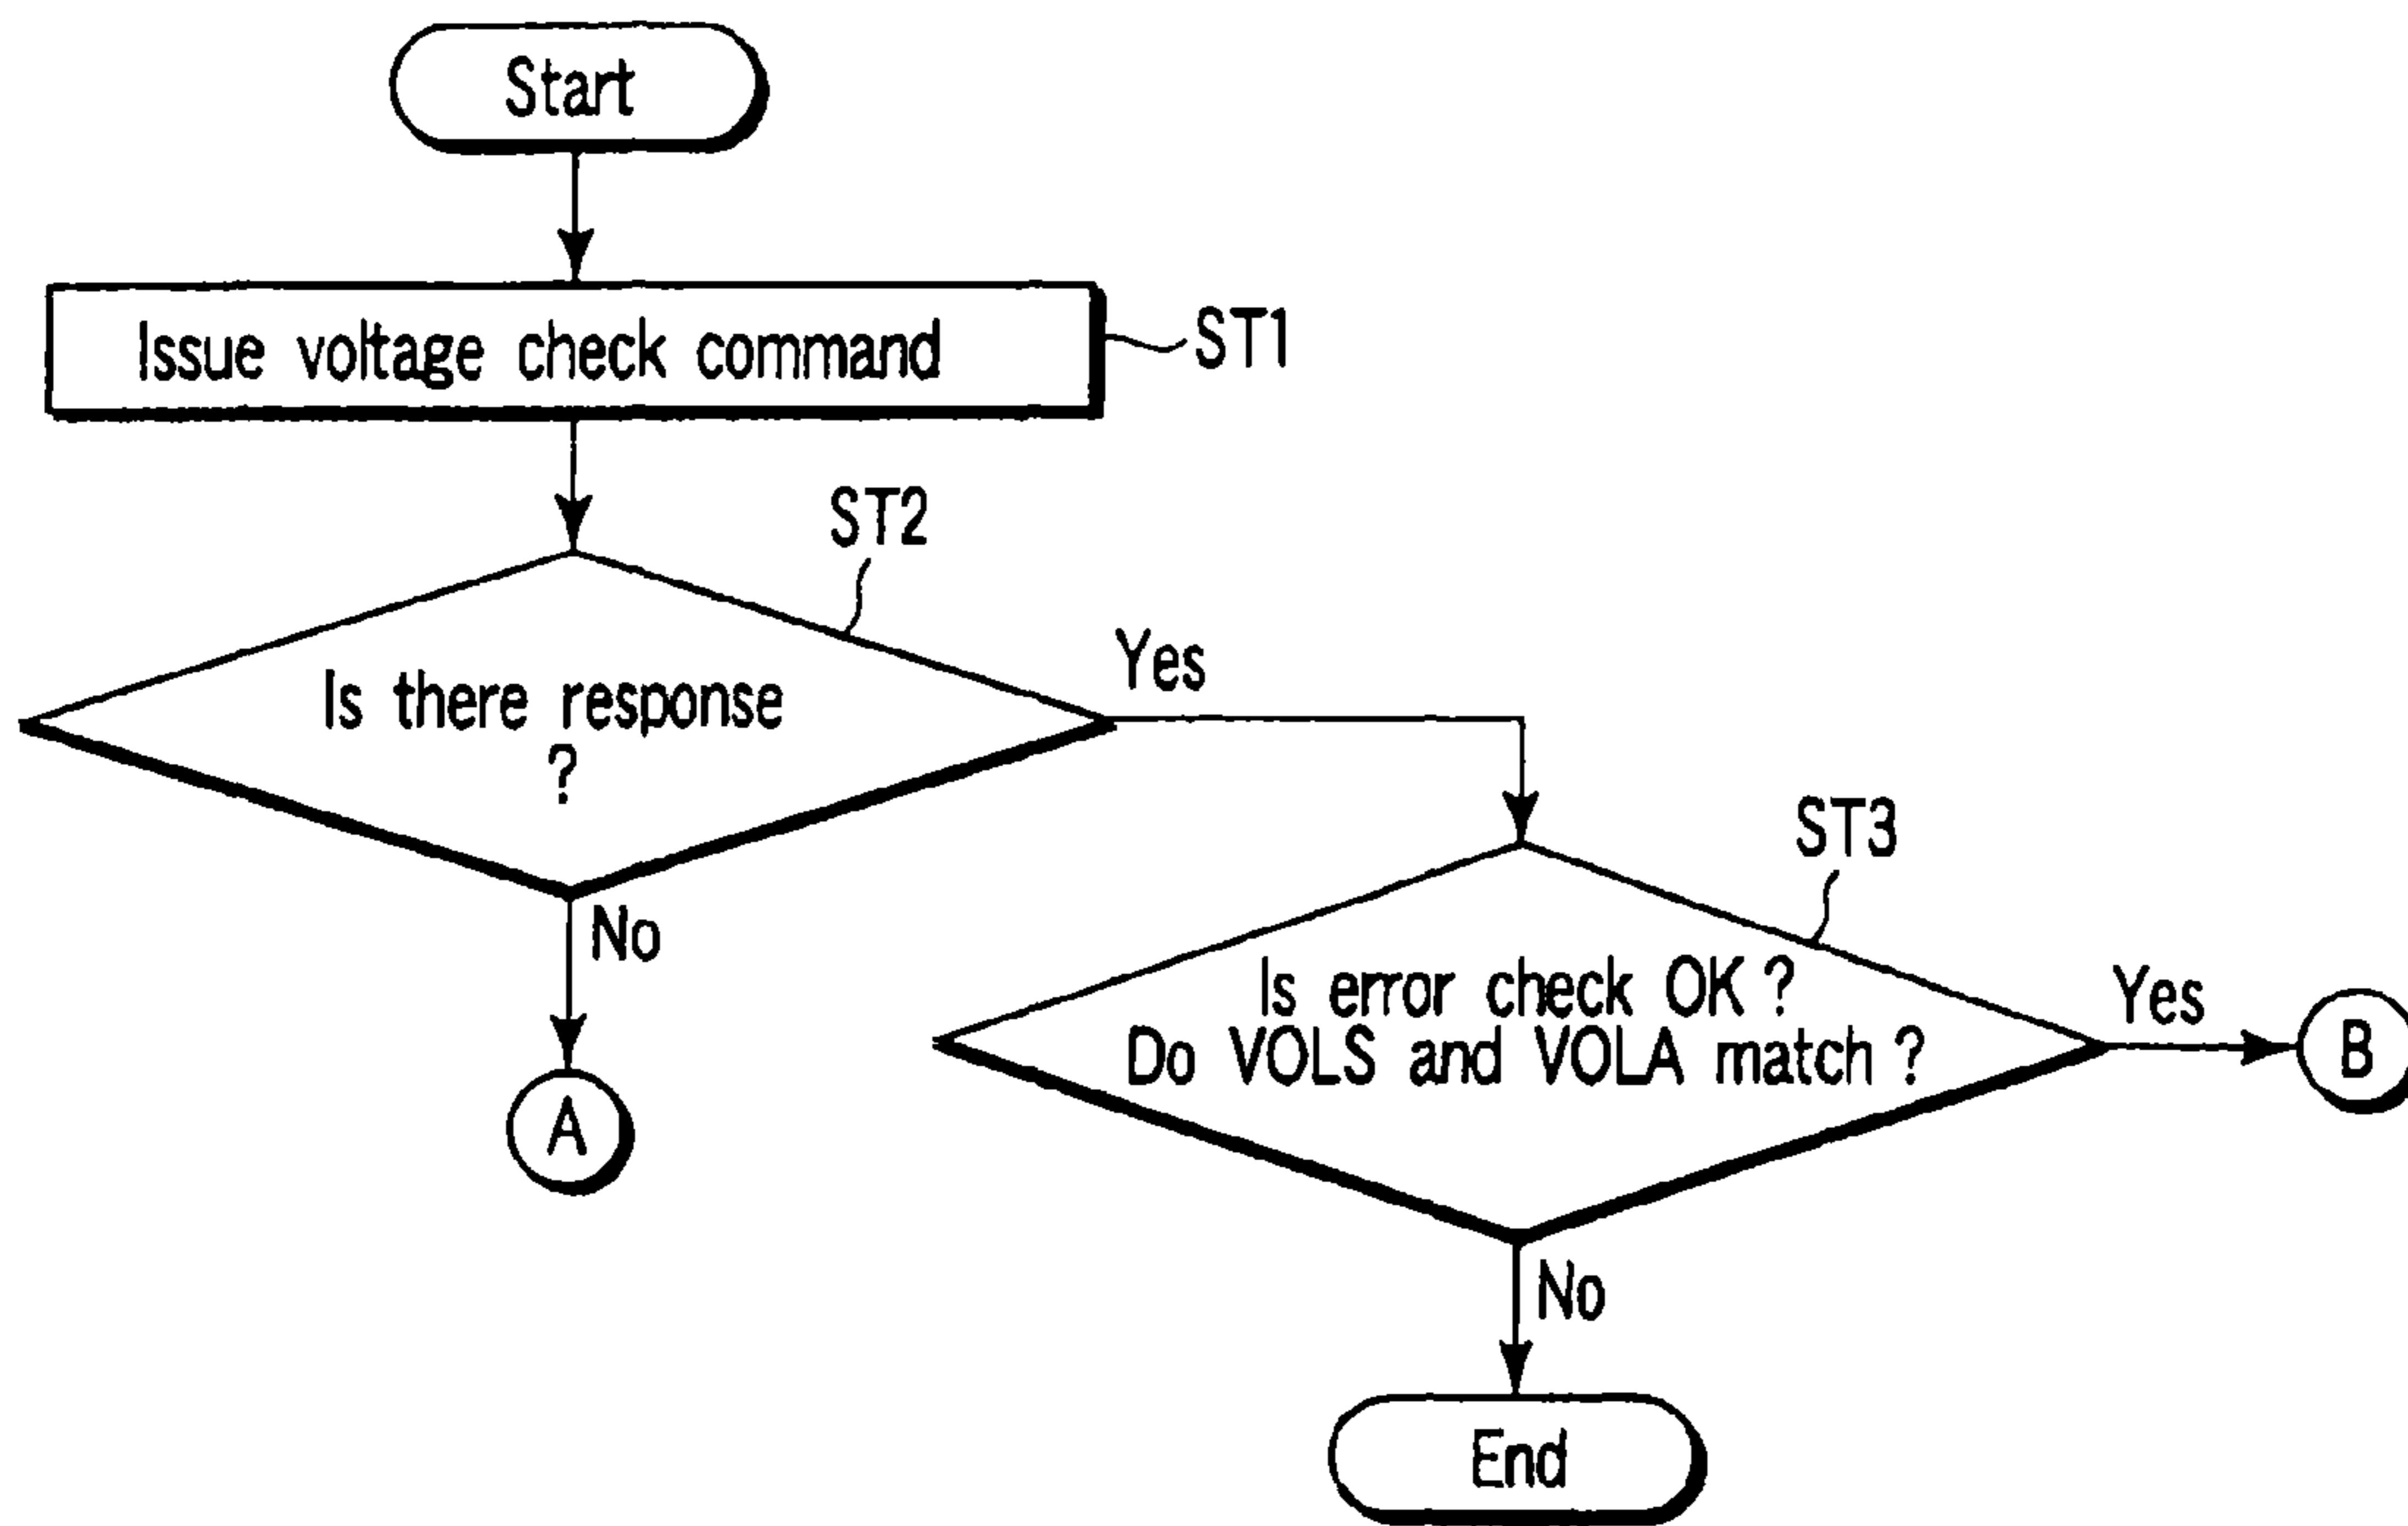 Start
Issue voltage check command
ST1
ST2
Is there response
?
Yes
No
A
ST3
Is error check OK ?
Do VOLS and VOLA match ?
Yes
B
No
End